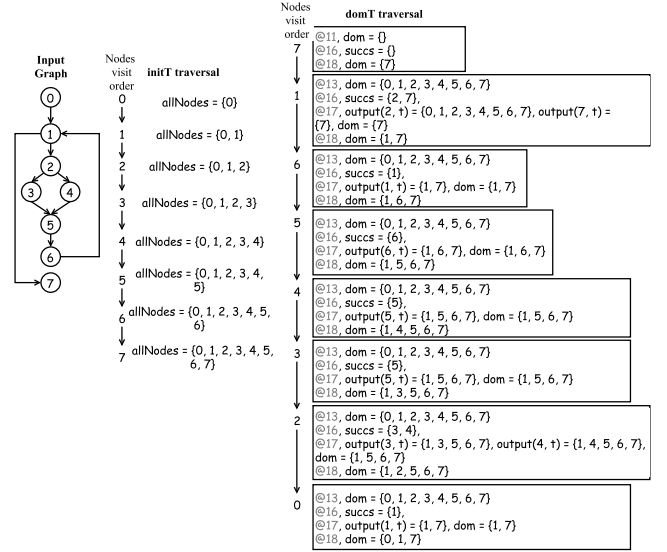 Input
Graph
0
1
2
3
4
5
6
7
Nodes
visit
order
initT traversal
0
allNodes = {0}
1
allNodes = {0, 1}
2
allNodes = {0, 1, 2}
3
allNodes = {0, 1, 2, 3}
4
allNodes = {0, 1, 2, 3, 4}
5
allNodes = {0, 1, 2, 3, 4,
5}
6
allNodes = {0, 1, 2, 3, 4, 5,
6}
7
allNodes = {0, 1, 2, 3, 4, 5,
6, 7}
Nodes
visit
order
domT traversal
7
@11, dom = {}
@16, succs = {}
@18, dom = {7}
1
@13, dom = {0, 1, 2, 3, 4, 5, 6, 7}
@16, succs = {2, 7},
@17, output(2, t) = {0, 1, 2, 3, 4, 5, 6, 7}, output(7, t) =
{7}, dom = {7}
@18, dom = {1, 7}
6
@13, dom = {0, 1, 2, 3, 4, 5, 6, 7}
@16, succs = {1},
@17, output(1, t) = {1, 7}, dom = {1, 7}
@18, dom = {1, 6, 7}
5
@13, dom = {0, 1, 2, 3, 4, 5, 6, 7}
@16, succs = {6},
@17, output(6, t) = {1, 6, 7}, dom = {1, 6, 7}
@18, dom = {1, 5, 6, 7}
4
@13, dom = {0, 1, 2, 3, 4, 5, 6, 7}
@16, succs = {5},
@17, output(5, t) = {1, 5, 6, 7}, dom = {1, 5, 6, 7}
@18, dom = {1, 4, 5, 6, 7}
3
@13, dom = {0, 1, 2, 3, 4, 5, 6, 7}
@16, succs = {5},
@17, output(5, t) = {1, 5, 6, 7}, dom = {1, 5, 6, 7}
@18, dom = {1, 3, 5, 6, 7}
2
@13, dom = {0, 1, 2, 3, 4, 5, 6, 7}
@16, succs = {3, 4},
@17, output(3, t) = {1, 3, 5, 6, 7}, output(4, t) = {1, 4, 5, 6, 7},
dom = {1, 5, 6, 7}
@18, dom = {1, 2, 5, 6, 7}
0
@13, dom = {0, 1, 2, 3, 4, 5, 6, 7}
@16, succs = {1},
@17, output(1, t) = {1, 7}, dom = {1, 7}
@18, dom = {0, 1, 7}